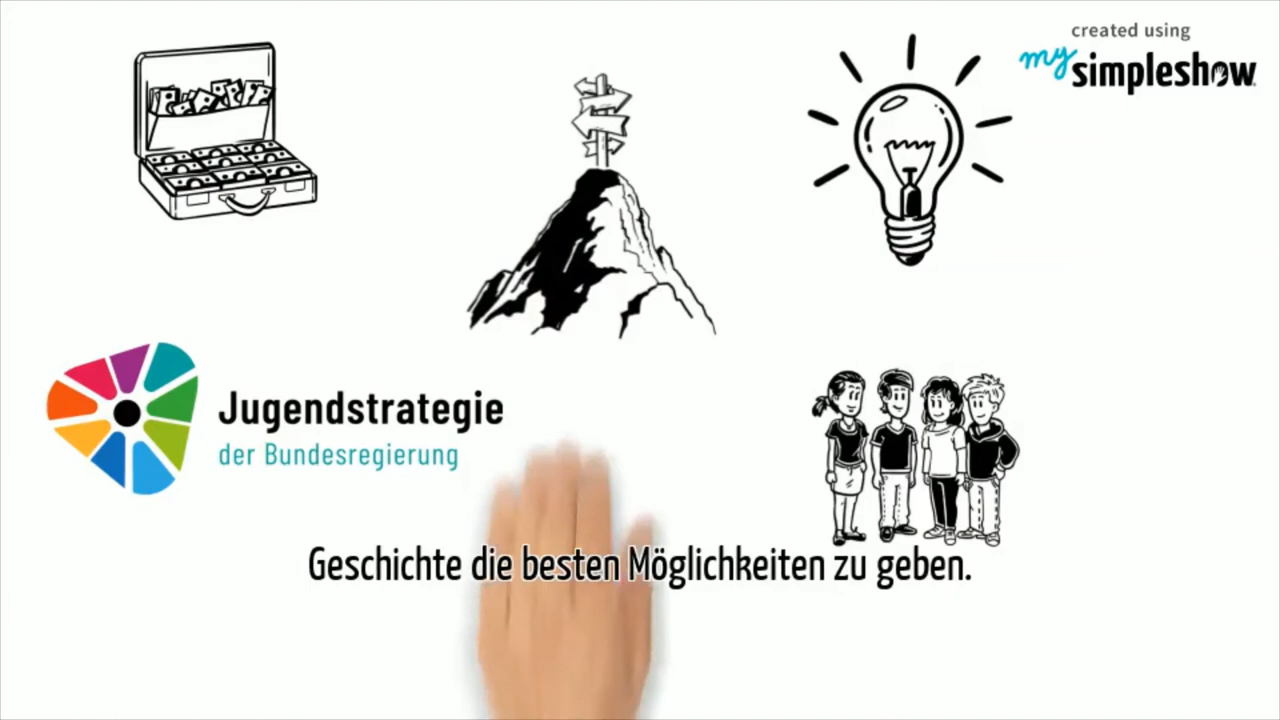 created using
my simpleshow
Jugendstrategie
der Bundesregierung
Geschichte die besten Möglichkeiten zu geben.